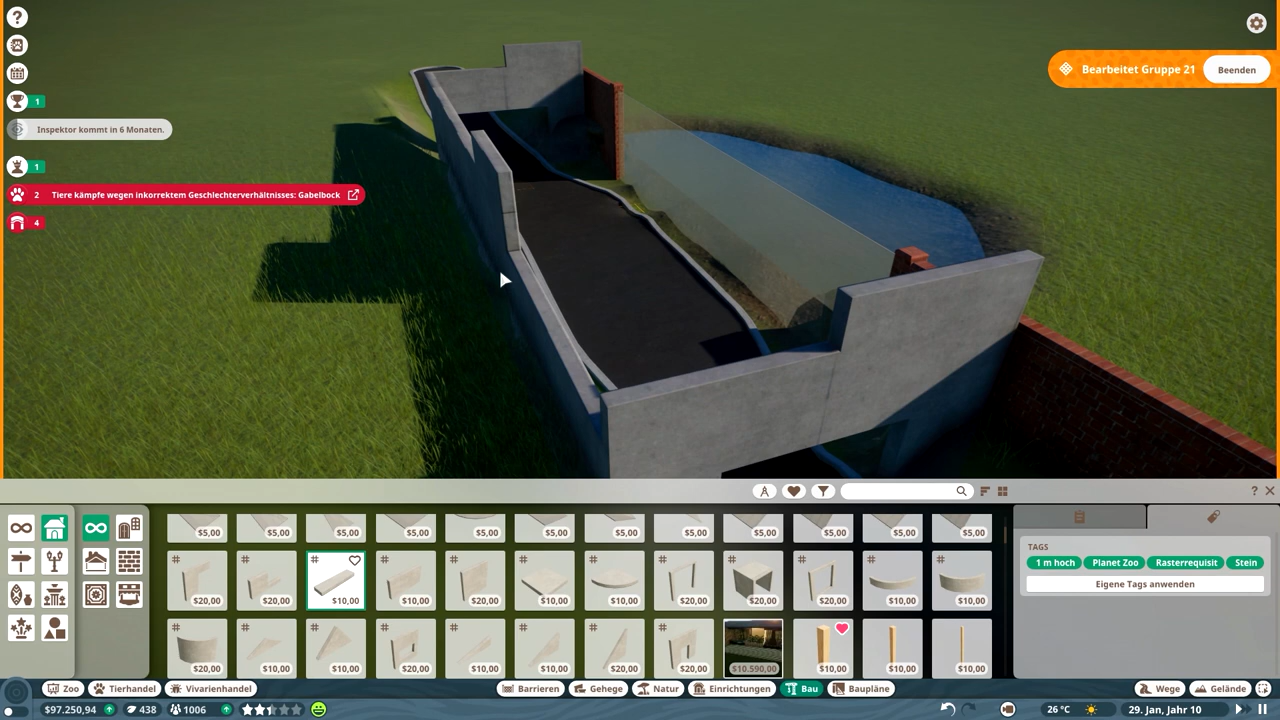 ?
1
Bearbeitet Gruppe 21
Beenden
Inspektor kommt in 6 Monaten.
1
2 Tiere kämpfe wegen inkorrektem Geschlechterverhältnisses: Gabelbock
4
? ×
$5,00 $5,00 $5,00 $5,00 $5,00 $5,00 $5,00 $5,00 $5,00 $5,00 $5,00 $5,00
$20,00 $20,00 $10,00 $10,00 $20,00 $10,00 $10,00 $20,00 $20,00 $20,00 $10,00 $10,00
$20,00 $10,00 $10,00 $20,00 $10,00 $10,00 $10,00 $20,00 $10.590,00 $10,00 $10,00 $10,00
TAGS
1 m hoch Planet Zoo Rasterrequisit Stein
Eigene Tags anwenden
Zoo Tierhandel Vivarienhandel Barrieren Gehege Natur Einrichtungen Bau Baupläne Wege Gelände
$97.250,94 438 1006 26 °C 29. Jan, Jahr 10